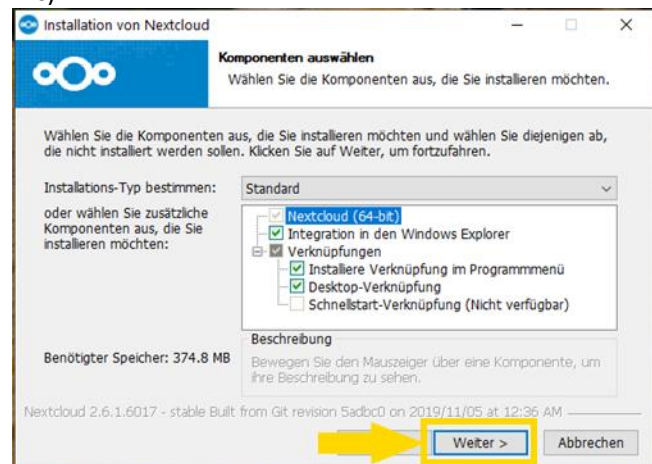 Installation von Nextcloud
Komponenten auswählen
Wählen Sie die Komponenten aus, die Sie installieren möchten.
Wählen Sie die Komponenten aus, die Sie installieren möchten und wählen Sie diejenigen ab,
die nicht installiert werden sollen. Klicken Sie auf Weiter, um fortzufahren.
Installations-Typ bestimmen:
Standard
oder wählen Sie zusätzliche
Komponenten aus, die Sie
installieren möchten:
Nextcloud (64-bit)
Integration in den Windows Explorer
Verknüpfungen
Installiere Verknüpfung im Programmmenü
Desktop-Verknüpfung
Schnellstart-Verknüpfung (Nicht verfügbar)
Benötigter Speicher: 374.8 MB
Beschreibung
Bewegen Sie den Mauszeiger über eine Komponente, um
ihre Beschreibung zu sehen.
Nextcloud 2.6.1.6017 - stable Built from Git revision 5adbc0 on 2019/11/05 at 12:36 AM
Weiter >
Abbrechen